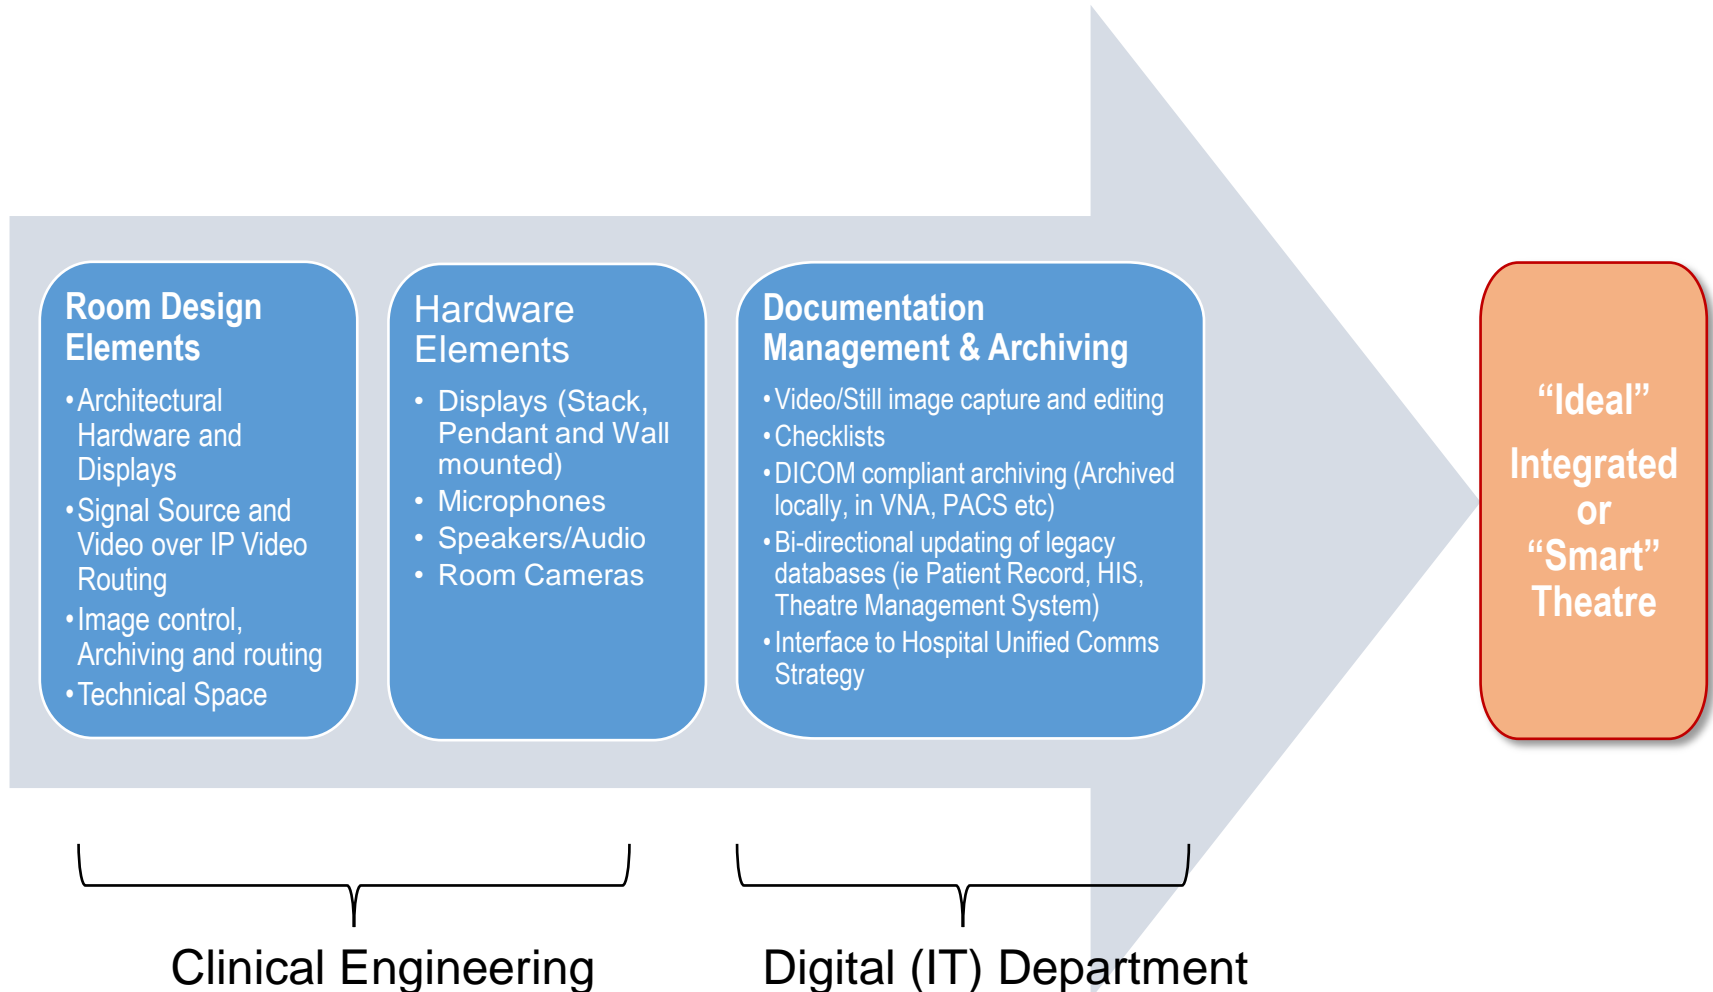 Room Design
Elements
•Architectural
Hardware and
Displays
•Signal Source and
Video over IP Video
Routing
•Image control,
Archiving and routing
•Technical Space
Hardware
Elements
• Displays (Stack,
Pendant and Wall
mounted)
• Microphones
• Speakers/Audio
• Room Cameras
Documentation
Management & Archiving
•Video/Still image capture and editing
•Checklists
•DICOM compliant archiving (Archived
locally, in VNA, PACS etc)
•Bi-directional updating of legacy
databases (ie Patient Record, HIS,
Theatre Management System)
•Interface to Hospital Unified Comms
Strategy
“Ideal”
Integrated
or
“Smart”
Theatre
Clinical Engineering
Digital (IT) Department